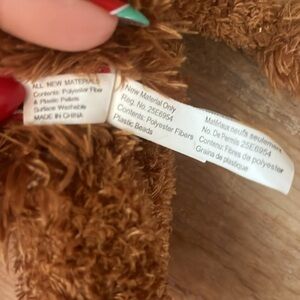 ALL NEW MATERIALS
Contents: Polyester Fiber
& Plastic Pellets
Surface Washable
MADE IN CHINA
New Material Only
Reg. No. 25E6954
Contents: Polyester Fibers
Plastic Beads
Matériaux neufs seulement
No. De Permis 25E6954
Contenu: Fibres de polyester
Graina de plastique